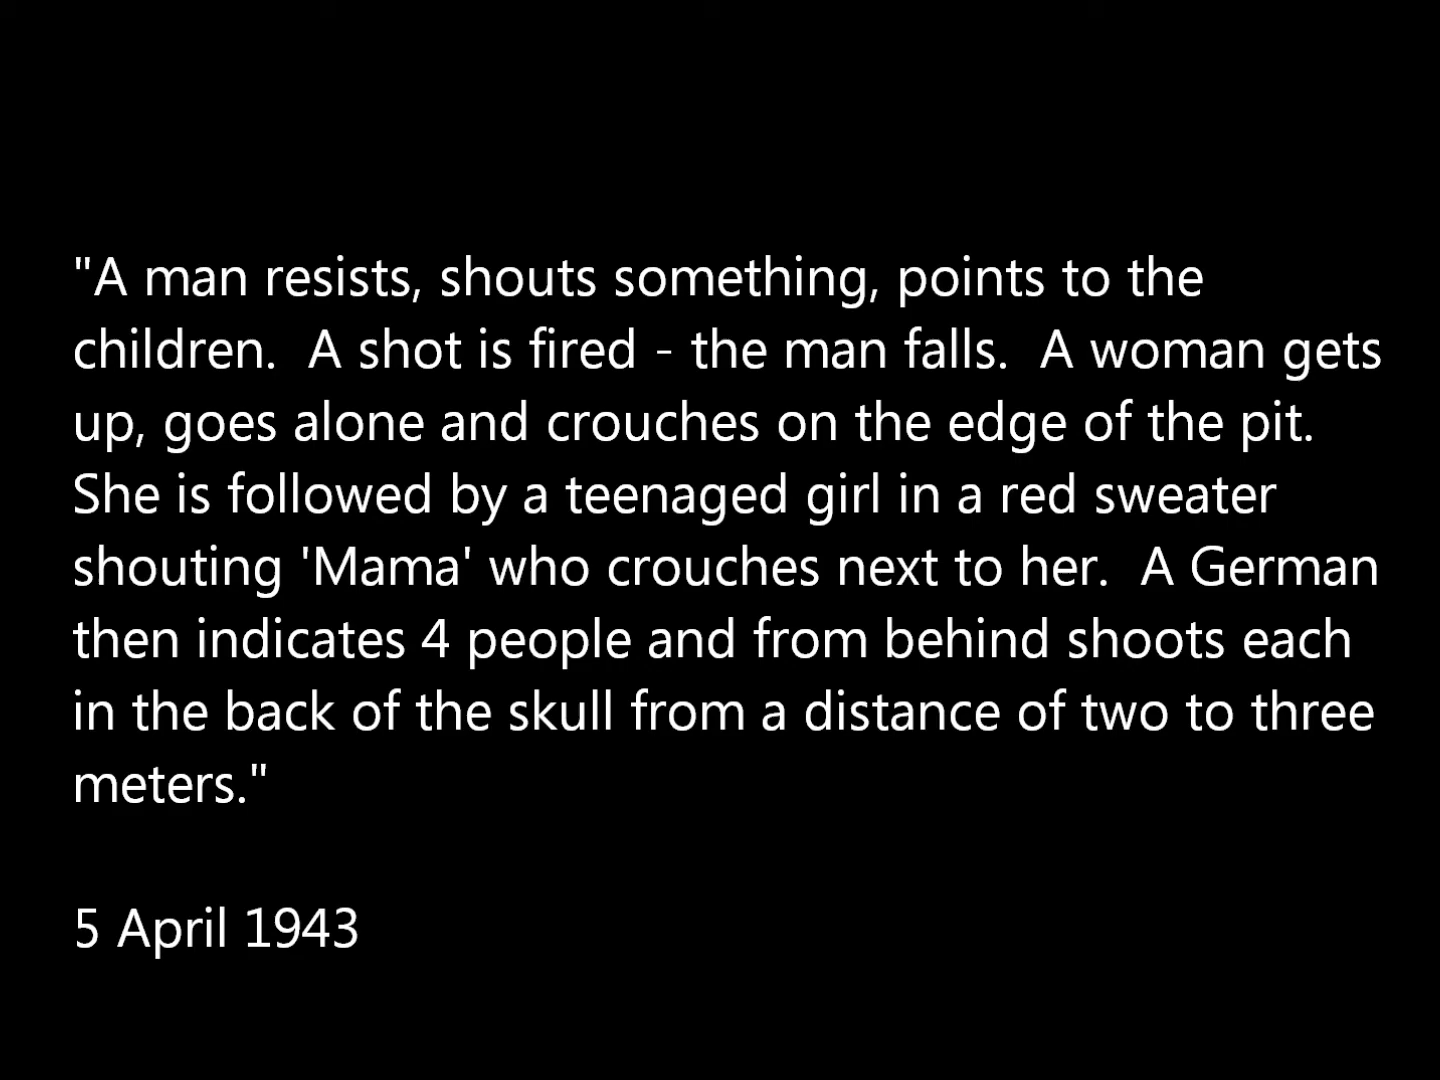 "A man resists, shouts something, points to the
children.  A shot is fired - the man falls.  A woman gets
up, goes alone and crouches on the edge of the pit.
She is followed by a teenaged girl in a red sweater
shouting 'Mama' who crouches next to her.  A German
then indicates 4 people and from behind shoots each
in the back of the skull from a distance of two to three
meters."
5 April 1943